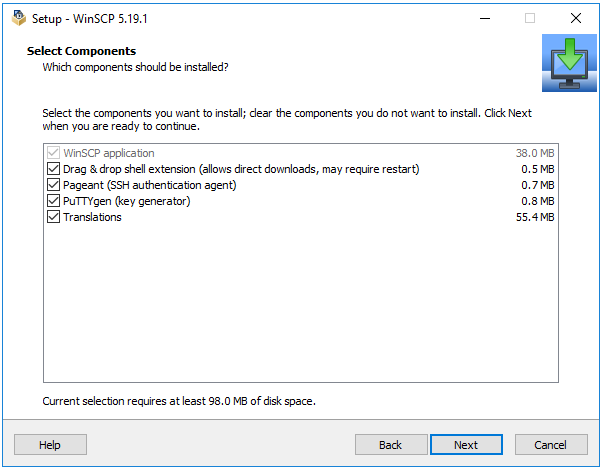 Setup - WinSCP 5.19.1
Select Components
Which components should be installed?
Select the components you want to install; clear the components you do not want to install. Click Next
when you are ready to continue.
WinSCP application 38.0 MB
Drag & drop shell extension (allows direct downloads, may require restart) 0.5 MB
Pageant (SSH authentication agent) 0.7 MB
PuTTYgen (key generator) 0.8 MB
Translations 55.4 MB
Current selection requires at least 98.0 MB of disk space.
Help Back Next Cancel